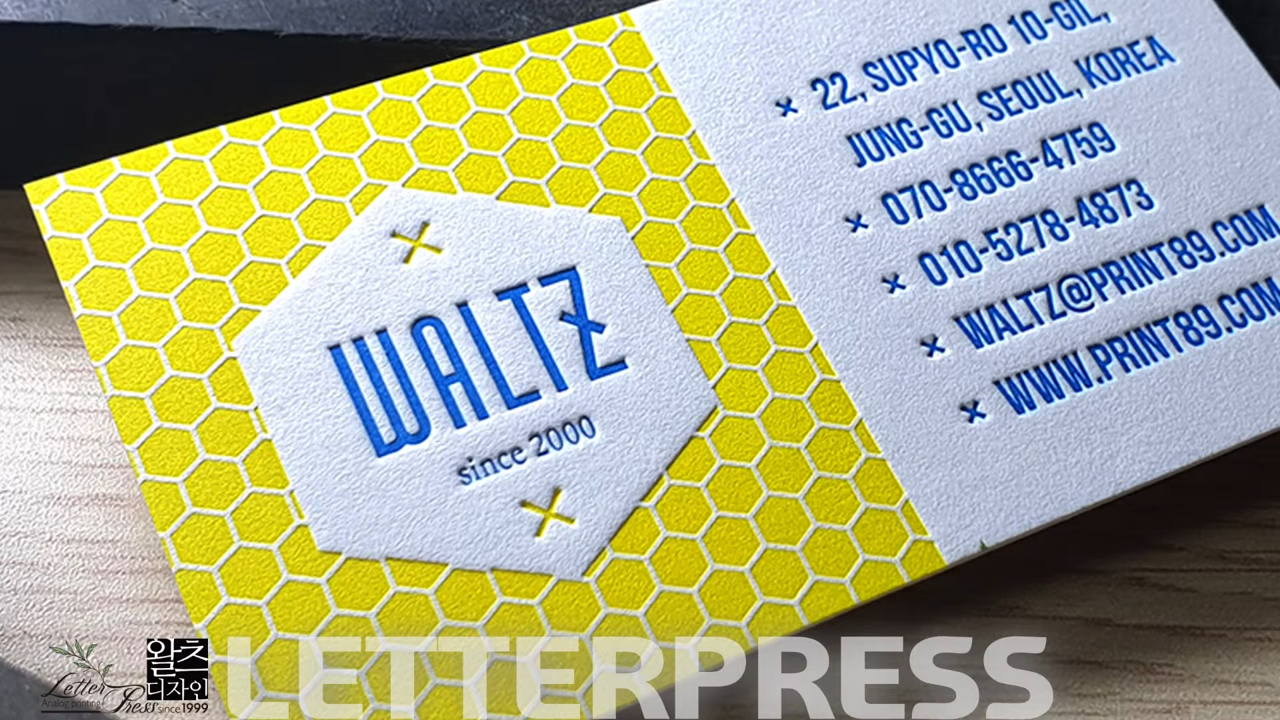 WALTZ
since 2000
22, SUPYO-RO 10-GIL,
JUNG-GU, SEOUL, KOREA
070-8666-4759
010-5278-4873
WALTZ@PRINT89.COM
WWW.PRINT89.COM
Letter
Press
Analog printing
since1999
왈츠
디자인
LETTERPRESS